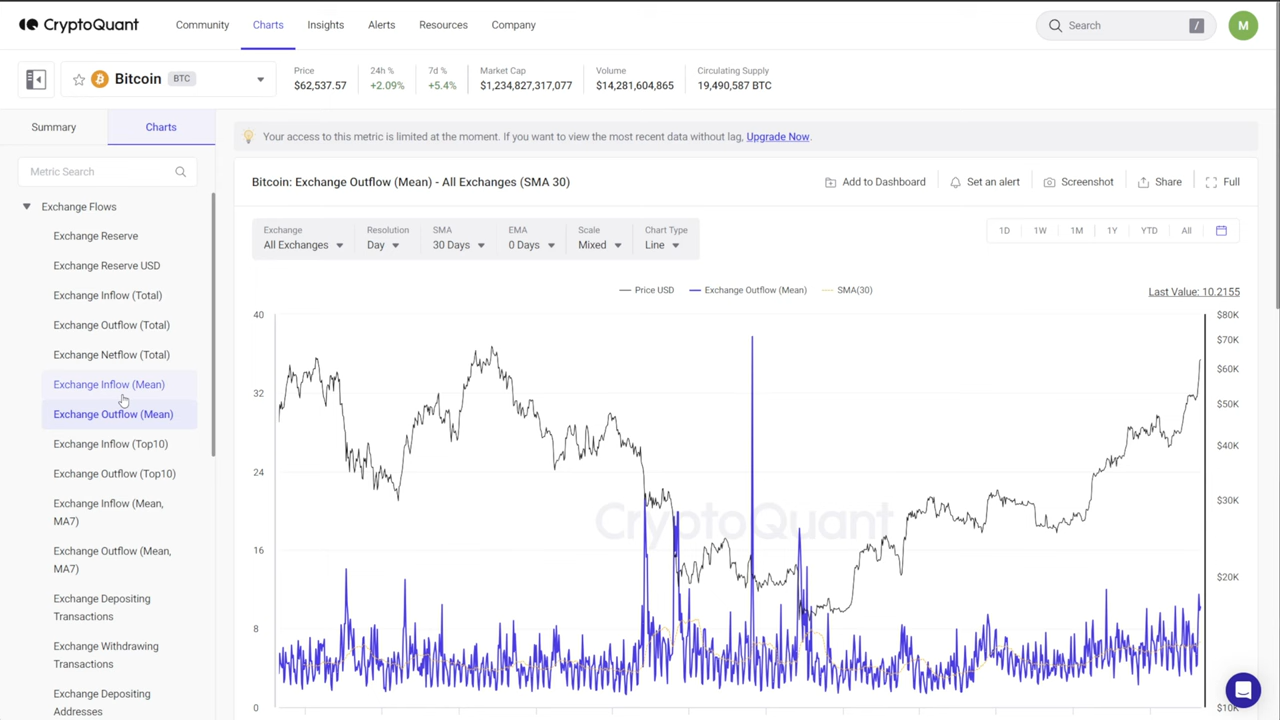 CryptoQuant
Community
Charts
Insights
Alerts
Resources
Company
Search
/
M
Bitcoin BTC
Price
$62,537.57
24h %
+2.09%
7d %
+5.4%
Market Cap
$1,234,827,317,077
Volume
$14,281,604,865
Circulating Supply
19,490,587 BTC
Summary
Charts
Your access to this metric is limited at the moment. If you want to view the most recent data without lag, Upgrade Now.
Metric Search
Exchange Flows
Exchange Reserve
Exchange Reserve USD
Exchange Inflow (Total)
Exchange Outflow (Total)
Exchange Netflow (Total)
Exchange Inflow (Mean)
Exchange Outflow (Mean)
Exchange Inflow (Top10)
Exchange Outflow (Top10)
Exchange Inflow (Mean,
MA7)
Exchange Outflow (Mean,
MA7)
Exchange Depositing
Transactions
Exchange Withdrawing
Transactions
Exchange Depositing
Addresses
Bitcoin: Exchange Outflow (Mean) - All Exchanges (SMA 30)
Add to Dashboard
Set an alert
Screenshot
Share
Full
Exchange
All Exchanges
Resolution
Day
SMA
30 Days
EMA
0 Days
Scale
Mixed
Chart Type
Line
1D
1W
1M
1Y
YTD
All
Price USD
Exchange Outflow (Mean)
SMA(30)
Last Value: 10.2155
40
32
24
16
8
0
$80K
$70K
$60K
$50K
$40K
$30K
$20K
$10K
CryptoQuant